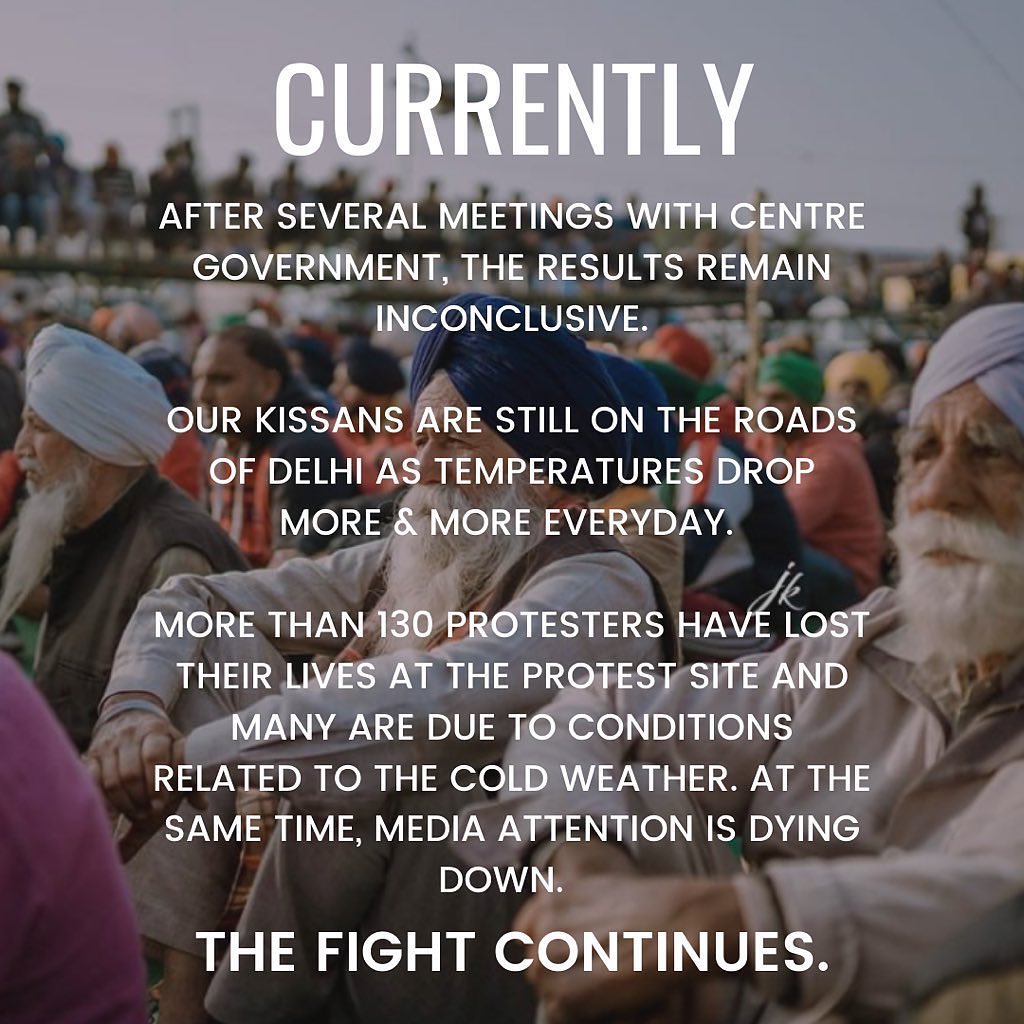 CURRENTLY
AFTER SEVERAL MEETINGS WITH CENTRE
GOVERNMENT, THE RESULTS REMAIN
INCONCLUSIVE.
OUR KISSANS ARE STILL ON THE ROADS
OF DELHI AS TEMPERATURES DROP
MORE & MORE EVERYDAY.
jk
MORE THAN 130 PROTESTERS HAVE LOST
THEIR LIVES AT THE PROTEST SITE AND
MANY ARE DUE TO CONDITIONS
RELATED TO THE COLD WEATHER. AT THE
SAME TIME, MEDIA ATTENTION IS DYING
DOWN.
THE FIGHT CONTINUES.